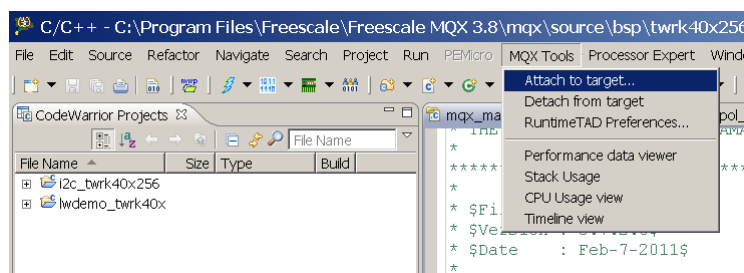 C/C++ - C:\Program Files\Freescale\Freescale MQX 3.8\mqx\source\bsp\twrk40x256
File Edit Source Refactor Navigate Search Project Run PEMicro MQX Tools Processor Expert Wind
Attach to target...
Detach from target
RuntimeTAD Preferences...
Performance data viewer
Stack Usage
CPU Usage view
Timeline view
CodeWarrior Projects
File Name
File Name Size Type Build
i2c_twrk40x256
lwdemo_twrk40x
mqx_ma
pol_
* THE
*
*****
***
*
* $Fi
* $Ve
* $Date : Feb-7-2011$
*